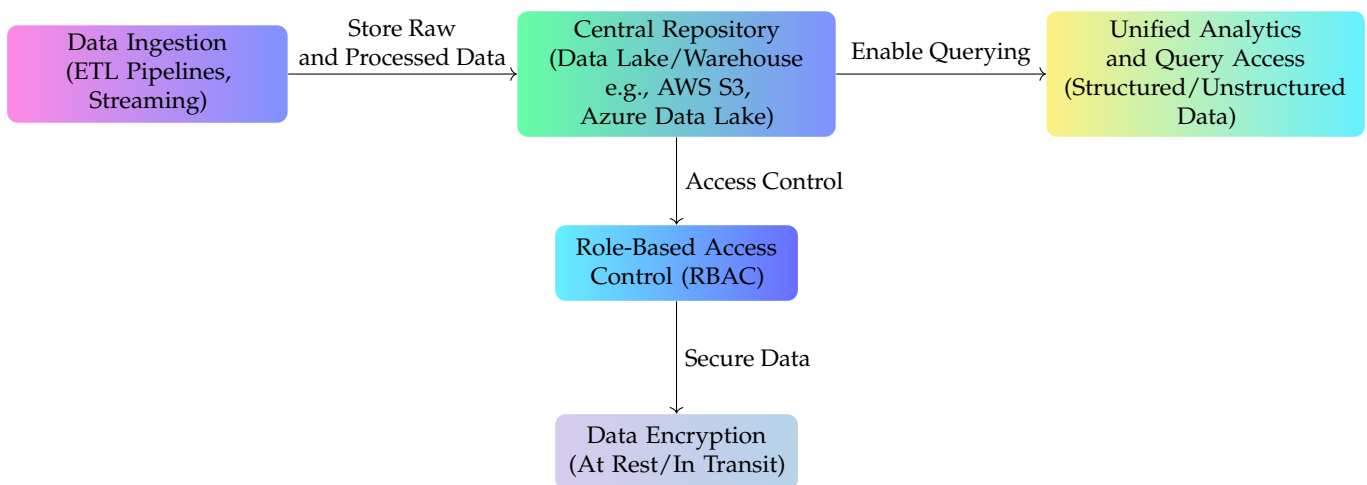 Data Ingestion
(ETL Pipelines,
Streaming)
Store Raw
and Processed Data
Central Repository
(Data Lake/Warehouse
e.g., AWS S3,
Azure Data Lake)
Enable Querying
Unified Analytics
and Query Access
(Structured/Unstructured
Data)
Access Control
Role-Based Access
Control (RBAC)
Secure Data
Data Encryption
(At Rest/In Transit)